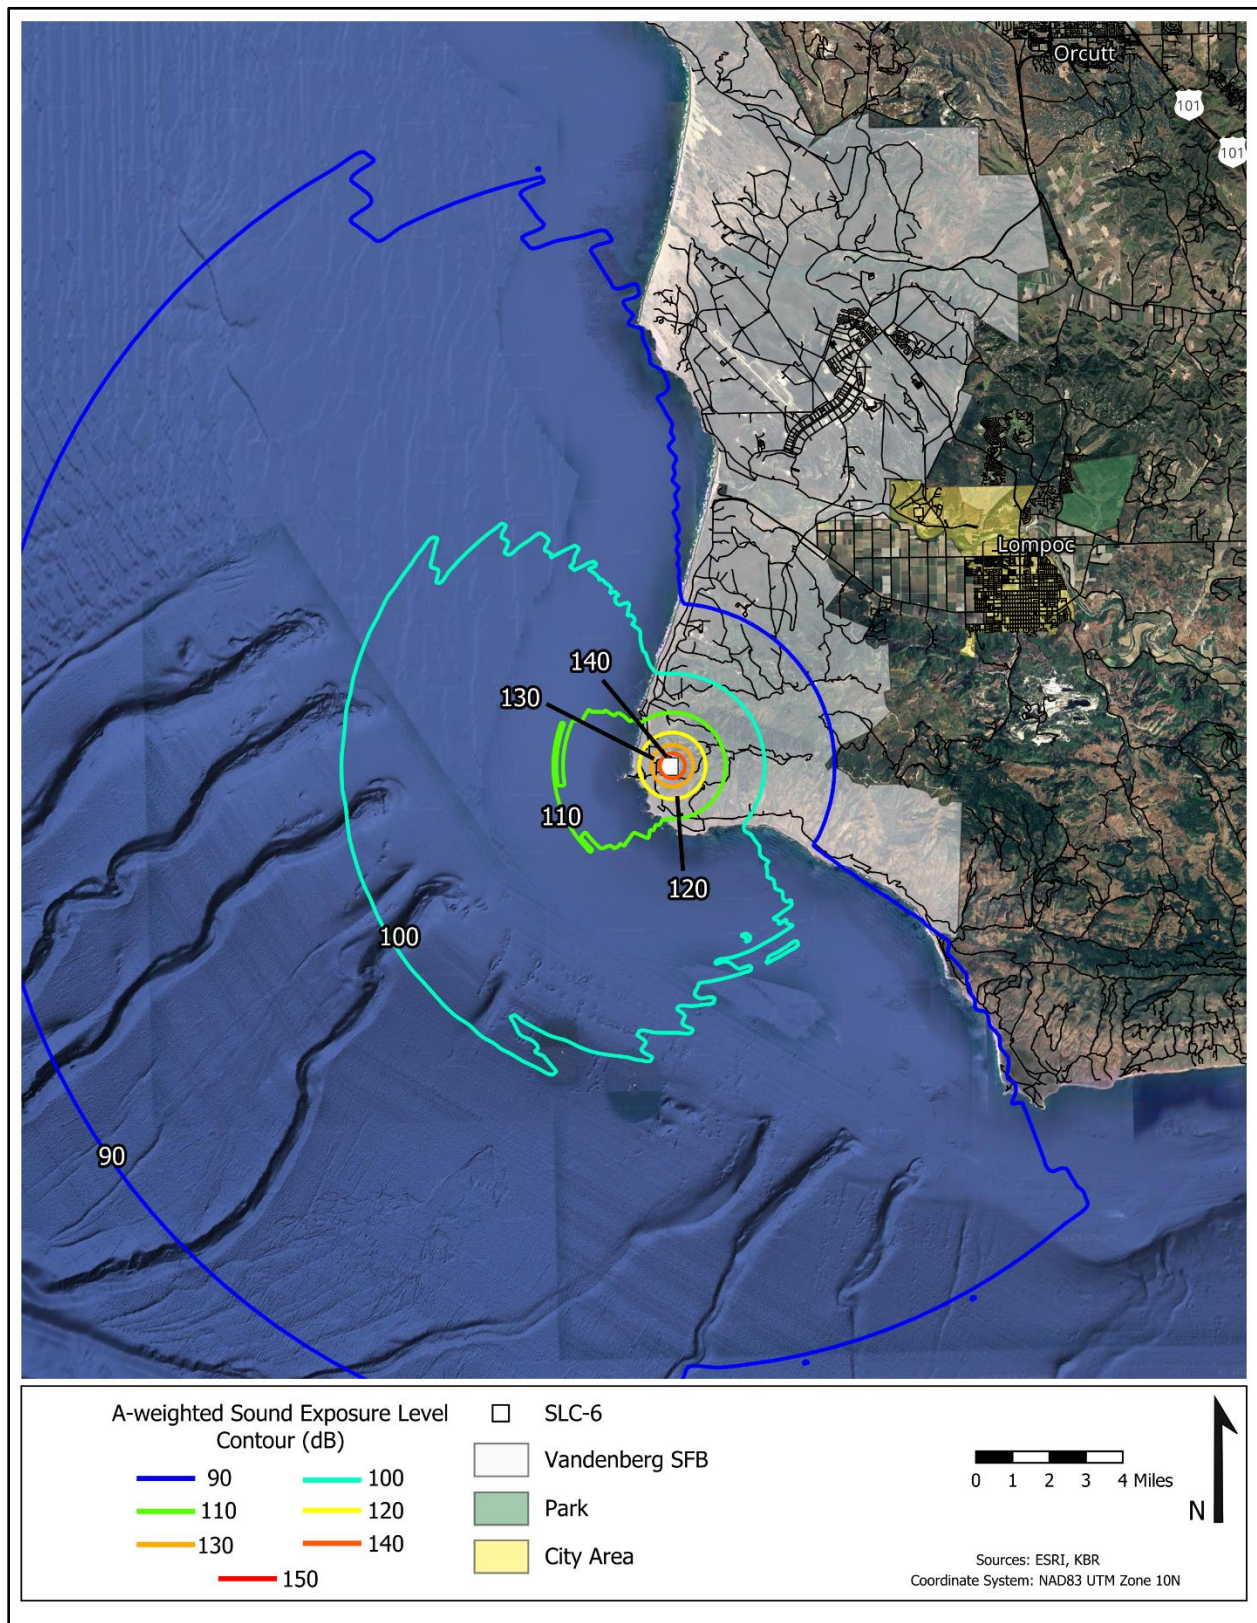 Orcutt
101
101
Lompoc
140
130
110
120
100
90
A-weighted Sound Exposure Level
Contour (dB)
90
100
110
120
130
140
150
SLC-6
Vandenberg SFB
Park
City Area
0 1 2 3 4 Miles
N
Sources: ESRI, KBR
Coordinate System: NAD83 UTM Zone 10N